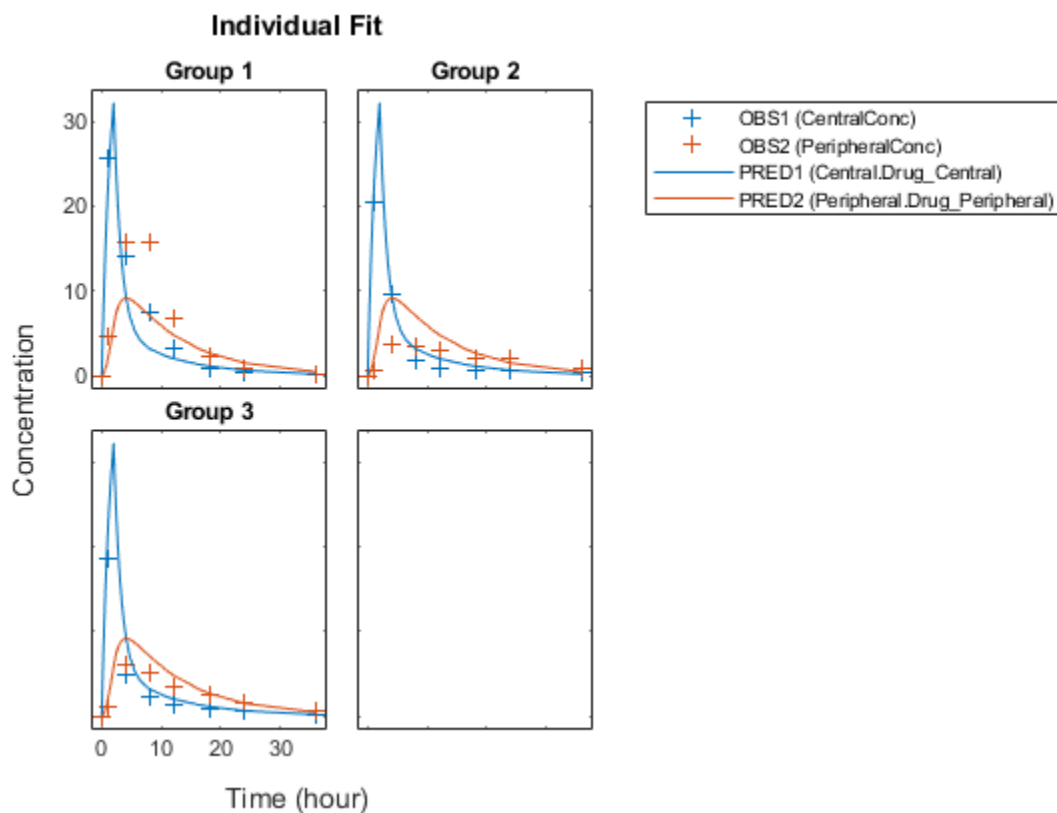 Individual Fit
Group 1
Group 2
OBS1 (CentralConc)
OBS2 (PeripheralConc)
PRED1 (Central.Drug_Central)
PRED2 (Peripheral.Drug_Peripheral)
30
20
10
0
Group 3
Concentration
0 10 20 30
Time (hour)